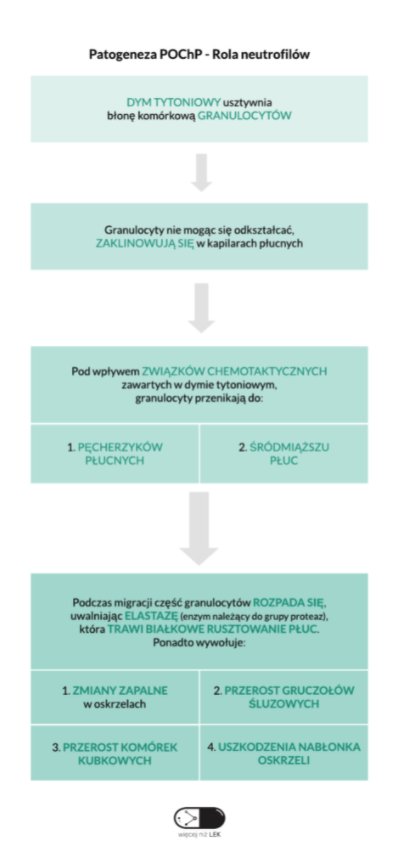 Patogeneza POChP - Rola neutrofilów
DYM TYTONIOWY usztywnia
błonę komórkową GRANULOCYTÓW
Granulocyty nie mogąc się odkształcać,
ZAKLINOWUJĄ SIĘ w kapilarach płucnych
Pod wpływem ZWIĄZKÓW CHEMOTAKTYCZNYCH
zawartych w dymie tytoniowym,
granulocyty przenikają do:
1. PĘCHERZYKÓW
PŁUCNYCH
2. ŚRÓDMIĄŻSZU
PŁUC
Podczas migracji część granulocytów ROZPADA SIĘ,
uwalniając ELASTAZĘ (enzym należący do grupy proteaz),
która TRAWI BIAŁKOWE RUSZTOWANIE PŁUC.
Ponadto wywołuje:
1. ZMIANY ZAPALNE
w oskrzelach
2. PRZEROST GRUCZOŁÓW
ŚLUZOWYCH
3. PRZEROST KOMÓREK
KUBKOWYCH
4. USZKODZENIA NABŁONKA
OSKRZELI
więcej niż LEK